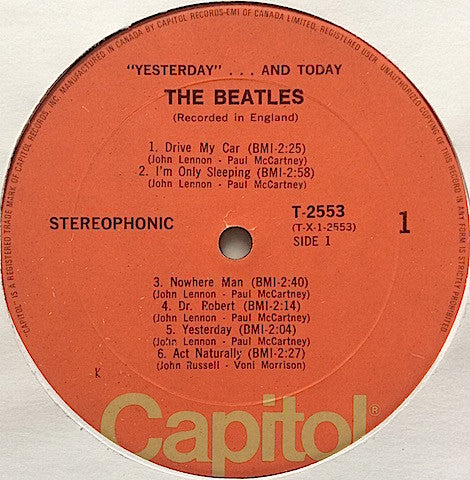 MANUFACTURED IN CANADA BY CAPITOL RECORDS-EMI OF CANADA LIMITED, REGISTERED USER. UNAUTHORIZED COPYING OF THIS RECORD IN ANY FORM IS STRICTLY PROHIBITED
CAPITOL IS A REGISTERED TRADE MARK OF CAPITOL RECORDS, INC.
"YESTERDAY" . . . AND TODAY
THE BEATLES
(Recorded in England)
1. Drive My Car (BMI-2:25)
(John Lennon - Paul McCartney)
2. I'm Only Sleeping (BMI-2:58)
(John Lennon - Paul McCartney)
STEREOPHONIC
T-2553
(T-X-1-2553)
SIDE 1
1
3. Nowhere Man (BMI-2:40)
(John Lennon - Paul McCartney)
4. Dr. Robert (BMI-2:14)
(John Lennon - Paul McCartney)
5. Yesterday (BMI-2:04)
(John Lennon - Paul McCartney)
6. Act Naturally (BMI-2:27)
(John Russell - Voni Morrison)
K
Capitol®